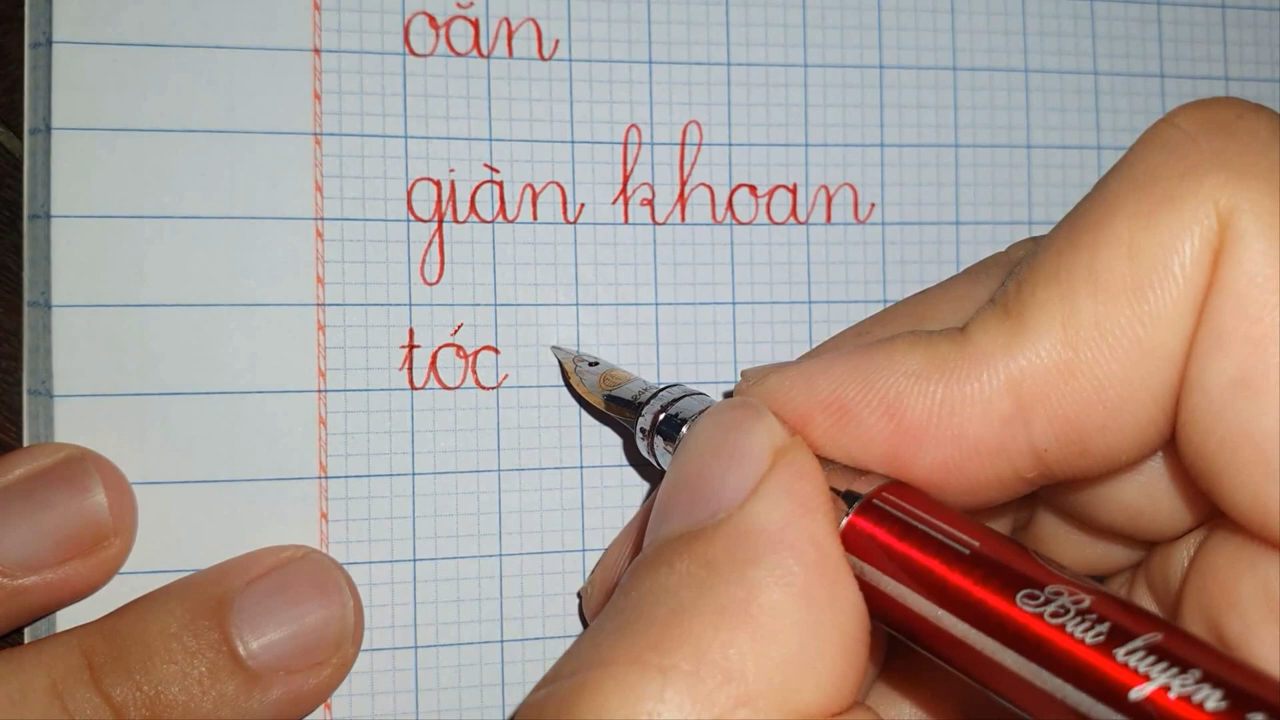 oăn
giàn khoan
tóc
Bút luyện